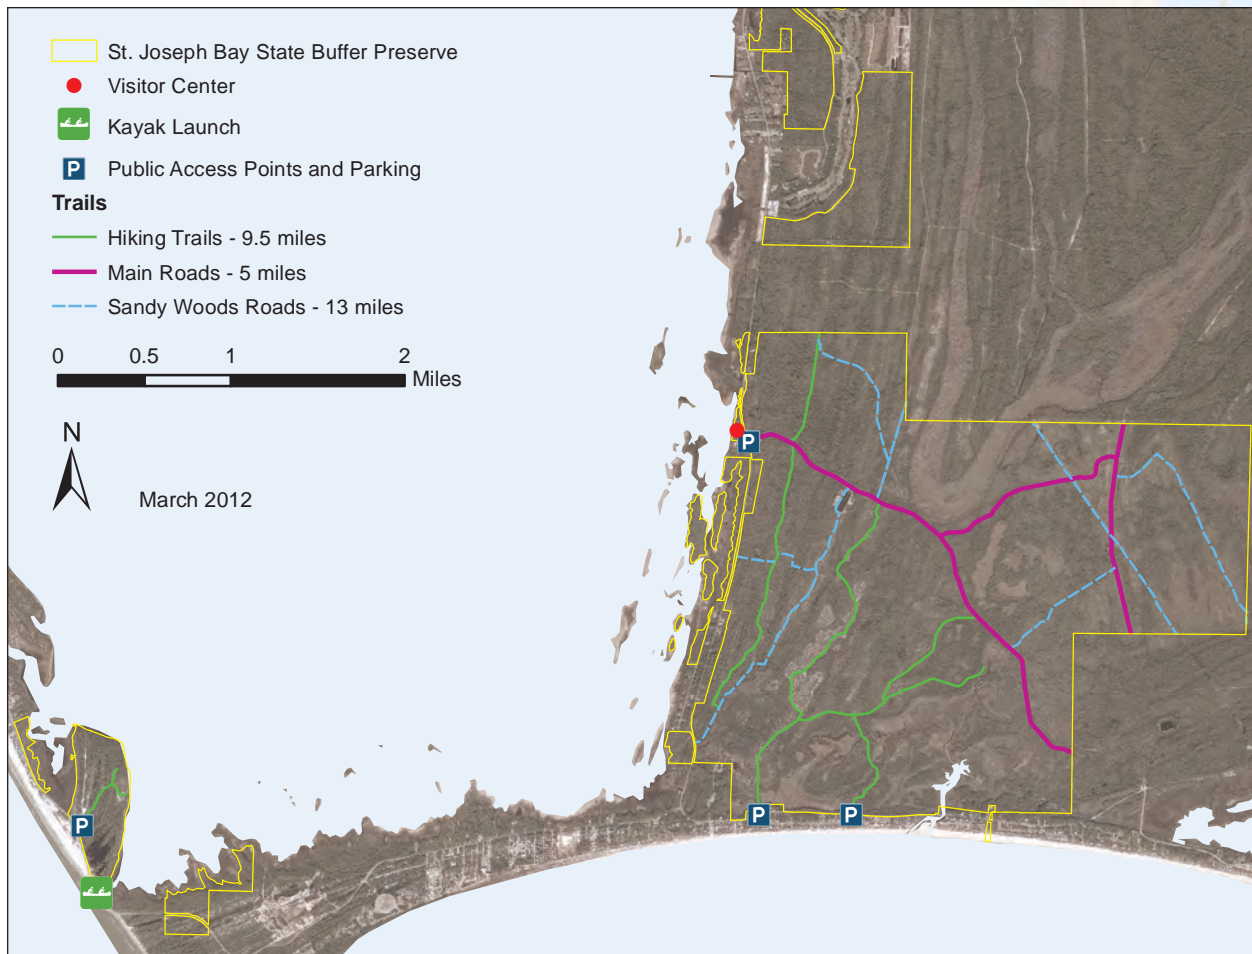 St. Joseph Bay State Buffer Preserve
Visitor Center
Kayak Launch
P Public Access Points and Parking
Trails
Hiking Trails - 9.5 miles
Main Roads - 5 miles
Sandy Woods Roads - 13 miles
0 0.5 1 2
Miles
N
March 2012
P
P
P
P